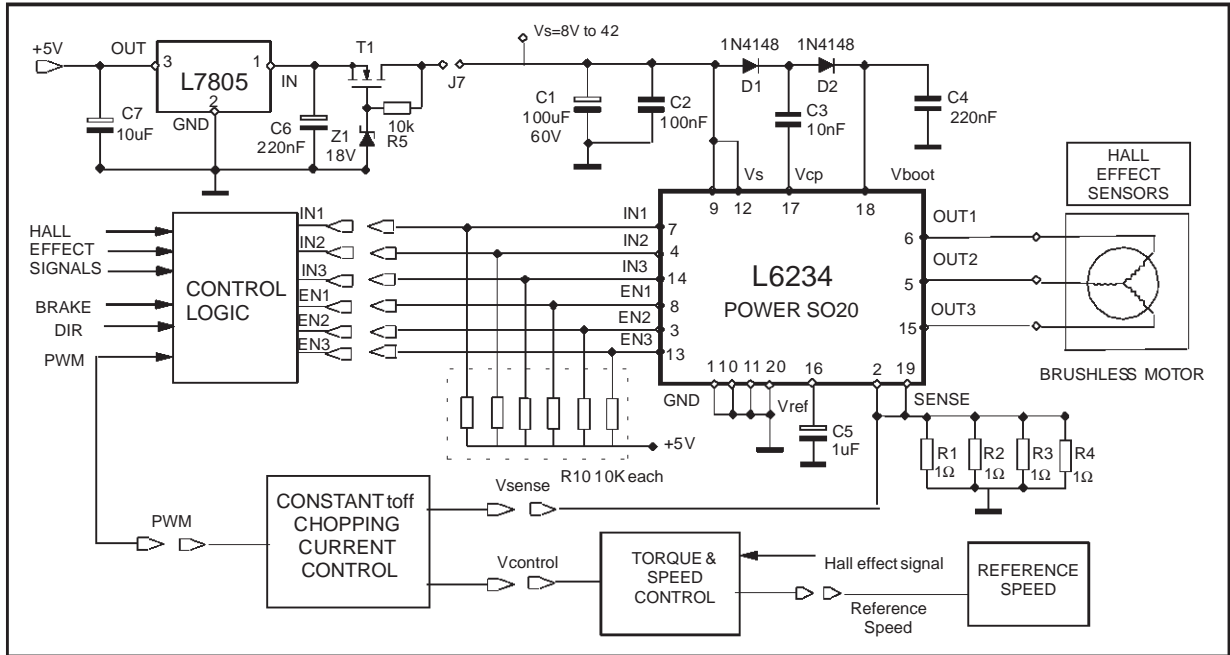 Vs=8V to 42
+5V
OUT
3
L7805
1
IN
2
GND
T1
J7
C7
10uF
C6
220nF
Z1
18V
10k
R5
C1
100uF
60V
C2
100nF
1N4148
D1
1N4148
D2
C3
10nF
C4
220nF
Vs
Vcp
Vboot
9
12
17
18
HALL
EFFECT
SENSORS
HALL
EFFECT
SIGNALS
BRAKE
DIR
PWM
CONTROL
LOGIC
IN1
IN2
IN3
EN1
EN2
EN3
IN1
IN2
IN3
EN1
EN2
EN3
7
4
14
8
3
13
L6234
POWER SO20
6
5
15
OUT1
OUT2
OUT3
BRUSHLESS MOTOR
1
10
11
20
16
2
19
GND
Vref
SENSE
C5
1uF
R1
1Ω
R2
1Ω
R3
1Ω
R4
1Ω
+5V
R10 10K each
PWM
CONSTANT toff
CHOPPING
CURRENT
CONTROL
Vsense
Vcontrol
TORQUE &
SPEED
CONTROL
Hall effect signal
Reference
Speed
REFERENCE
SPEED